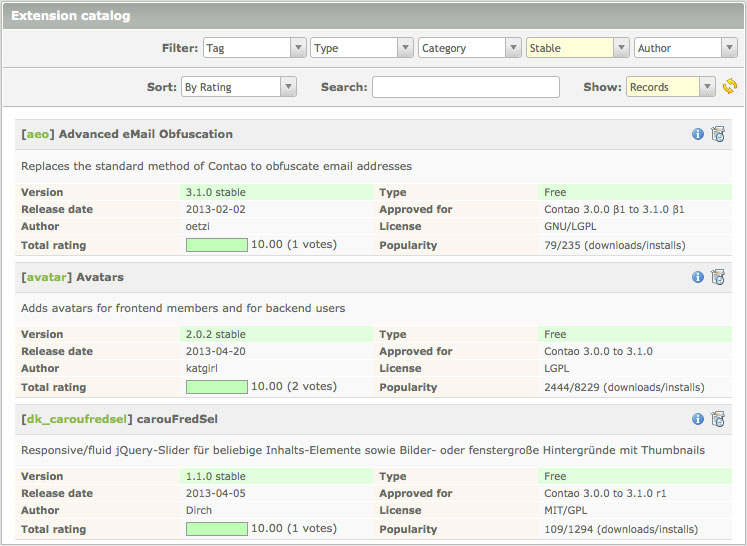 Extension catalog
Filter: Tag Type Category Stable Author
Sort: By Rating Search: Show: Records
[aeo] Advanced eMail Obfuscation
Replaces the standard method of Contao to obfuscate email addresses
Version 3.1.0 stable Type Free
Release date 2013-02-02 Approved for Contao 3.0.0 β1 to 3.1.0 β1
Author oetzi License GNU/LGPL
Total rating 10.00 (1 votes) Popularity 79/235 (downloads/installs)
[avatar] Avatars
Adds avatars for frontend members and for backend users
Version 2.0.2 stable Type Free
Release date 2013-04-20 Approved for Contao 3.0.0 to 3.1.0
Author katgirl License LGPL
Total rating 10.00 (2 votes) Popularity 2444/8229 (downloads/installs)
[dk_caroufredsel] carouFredSel
Responsive/fluid jQuery-Slider für beliebige Inhalts-Elemente sowie Bilder- oder fenstergroße Hintergründe mit Thumbnails
Version 1.1.0 stable Type Free
Release date 2013-04-05 Approved for Contao 3.0.0 to 3.1.0 r1
Author Dirch License MIT/GPL
Total rating 10.00 (1 votes) Popularity 109/1294 (downloads/installs)